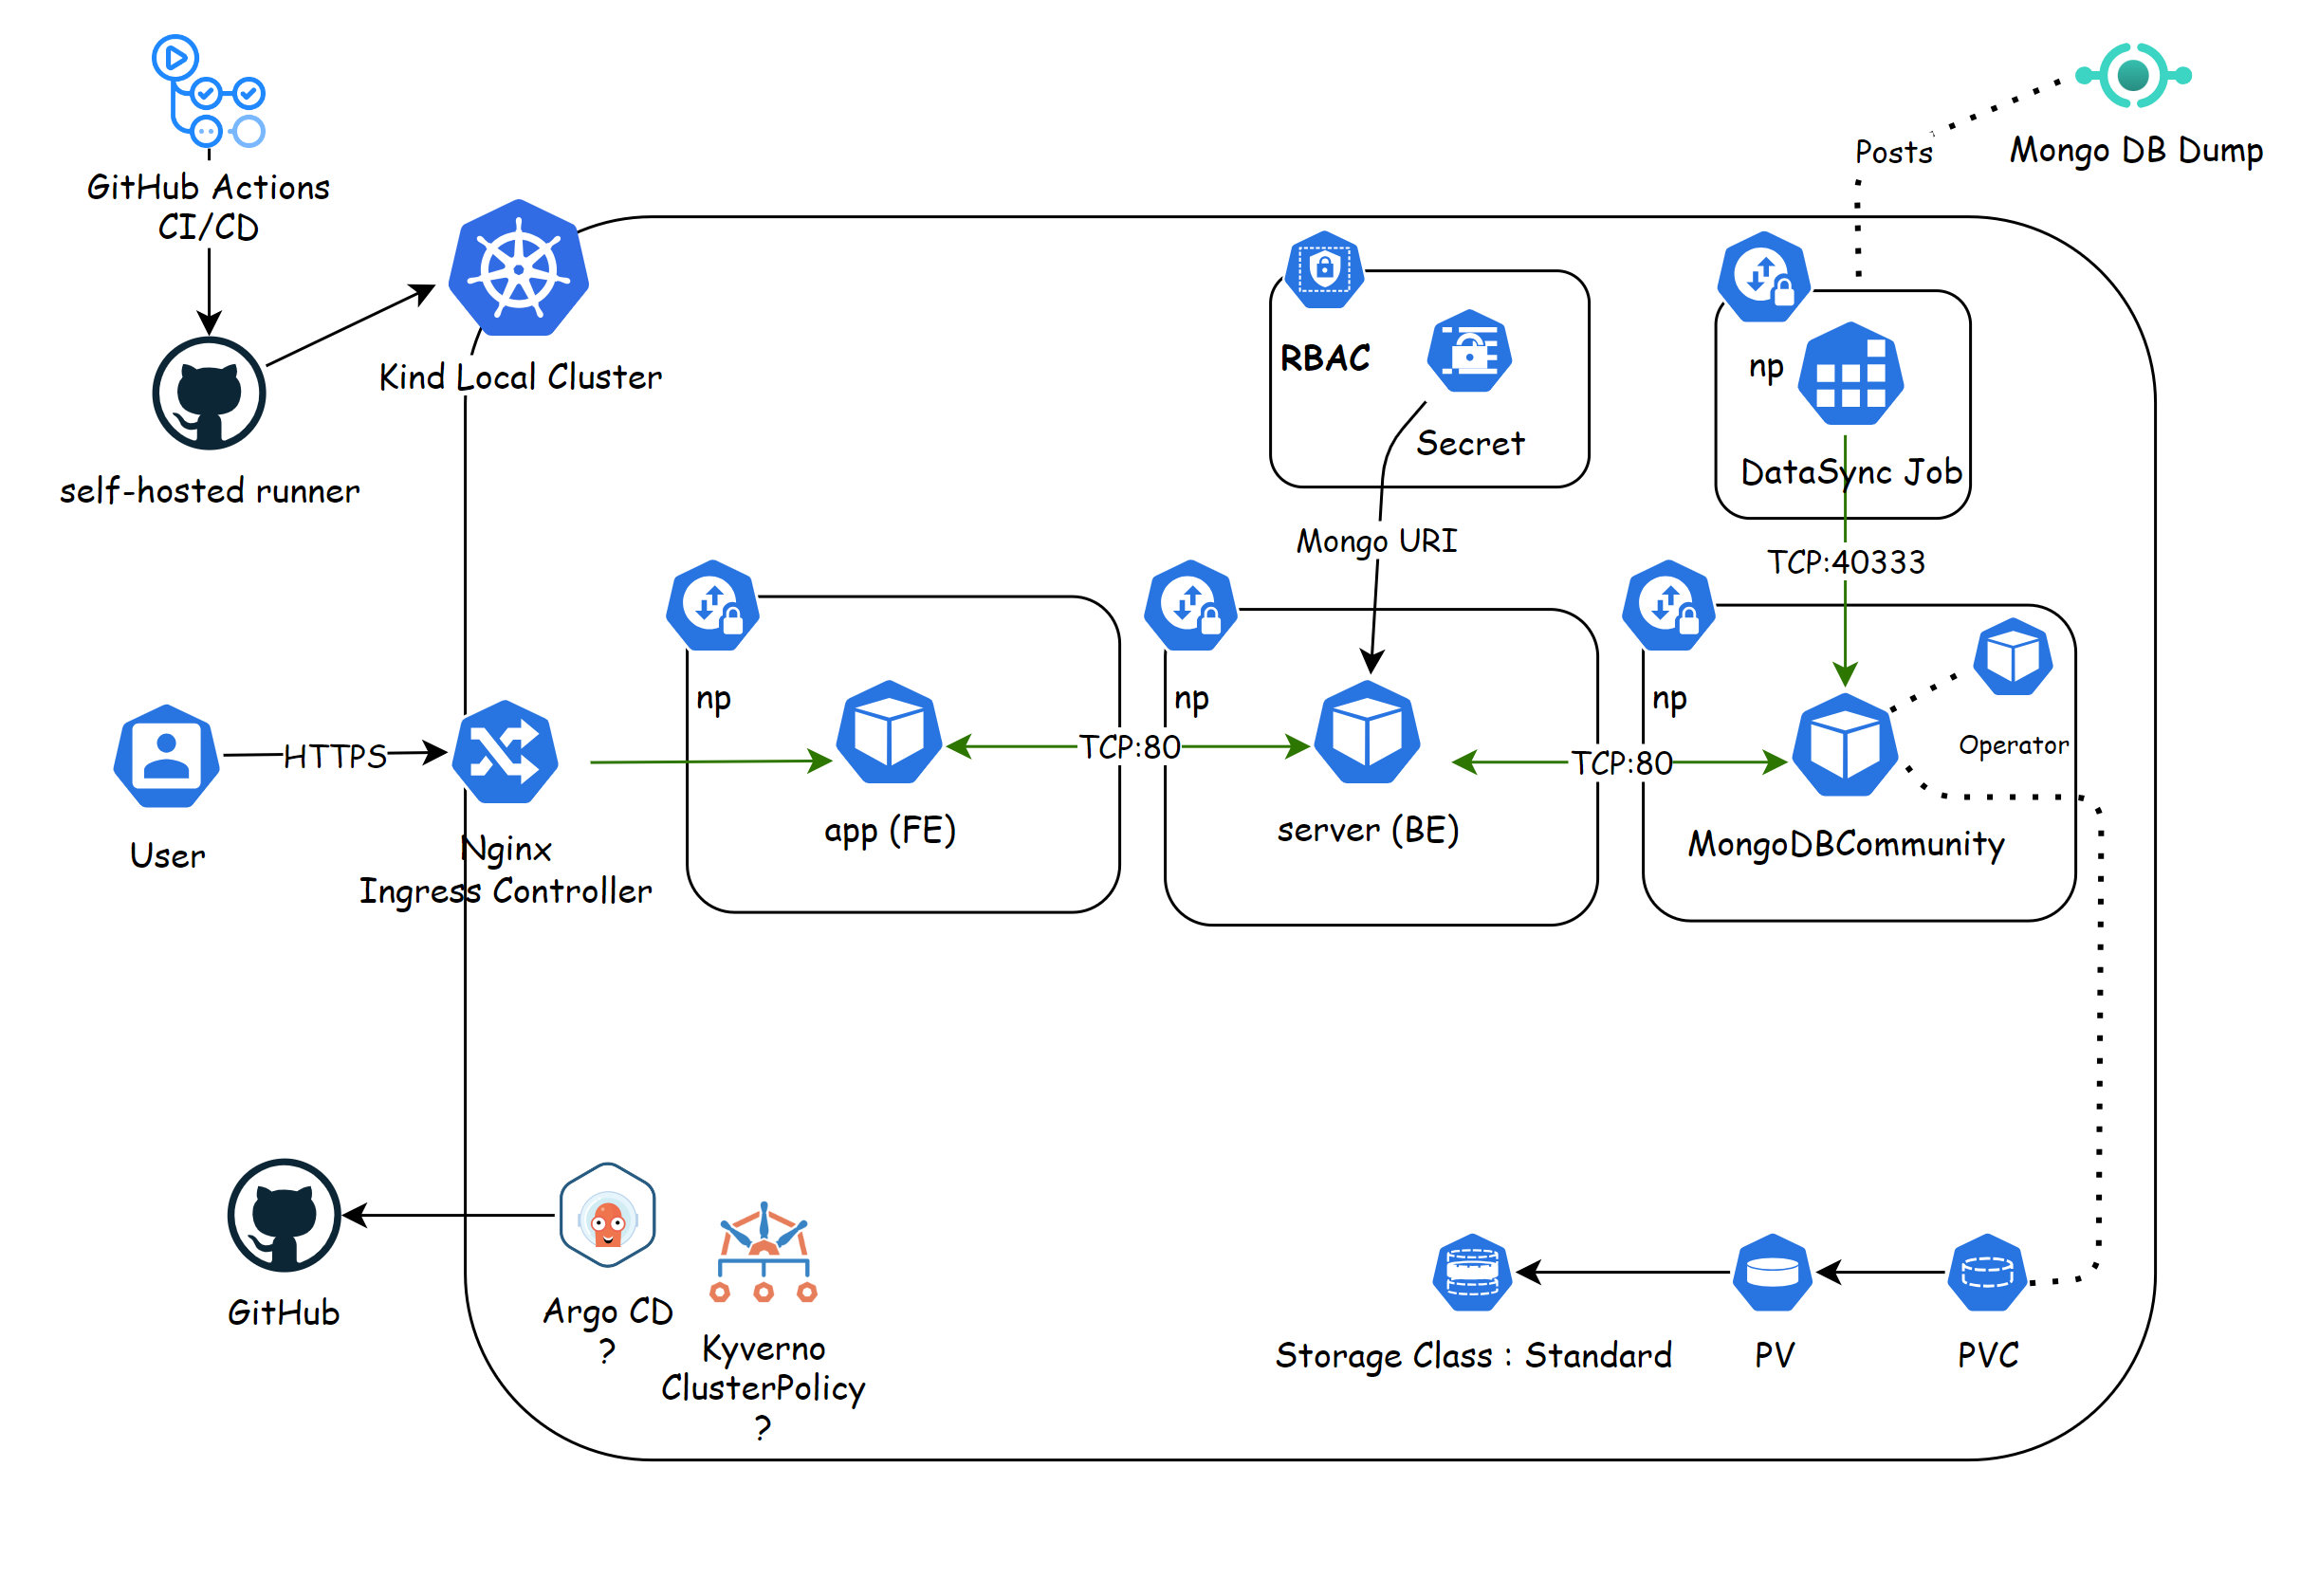 GitHub Actions
CI/CD
self-hosted runner
Kind Local Cluster
Posts
Mongo DB Dump
RBAC
Secret
Mongo URI
np
DataSync Job
TCP:40333
User
HTTPS
Nginx
Ingress Controller
np
app (FE)
TCP:80
np
server (BE)
TCP:80
np
Operator
MongoDBCommunity
GitHub
Argo CD
?
Kyverno
ClusterPolicy
?
Storage Class : Standard
PV
PVC